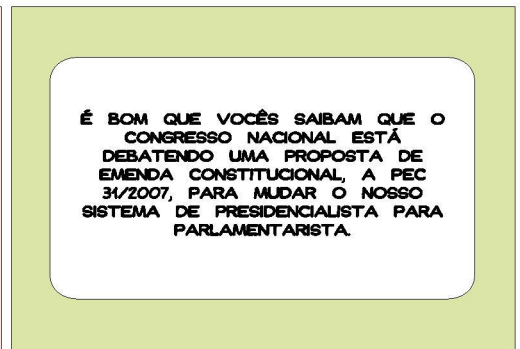 É BOM QUE VOCÊS SAIBAM QUE O
CONGRESSO NACIONAL ESTÁ
DEBATENDO UMA PROPOSTA DE
EMENDA CONSTITUCIONAL, A PEC
31/2007, PARA MUDAR O NOSSO
SISTEMA DE PRESIDENCIALISTA PARA
PARLAMENTARISTA.